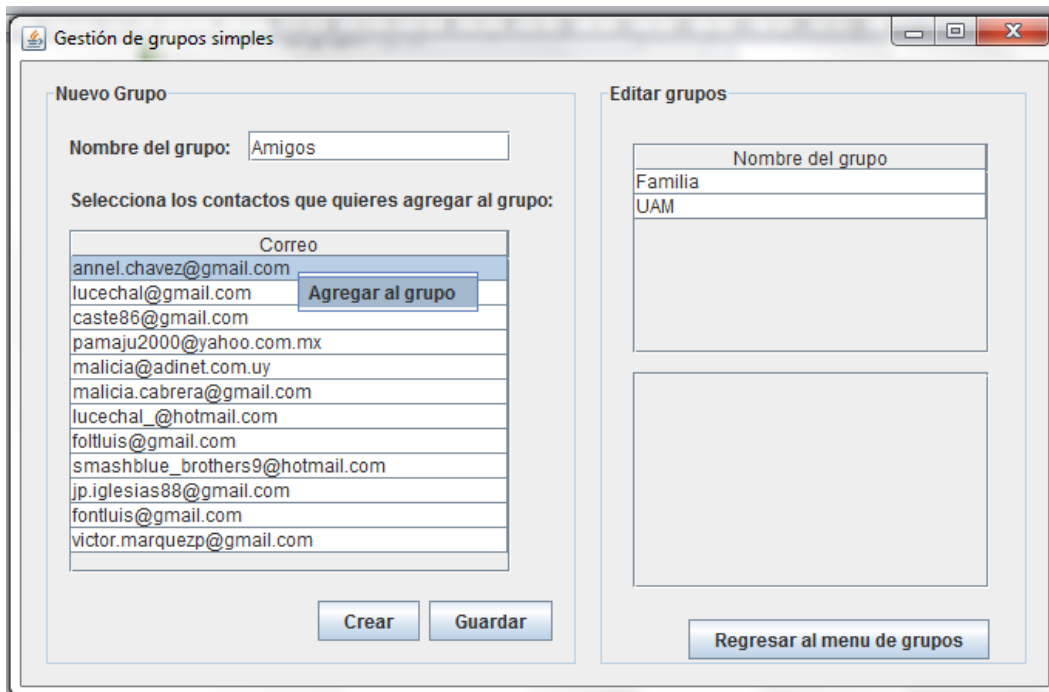 Gestión de grupos simples
Nuevo Grupo
Nombre del grupo: Amigos
Selecciona los contactos que quieres agregar al grupo:
Correo
annel.chavez@gmail.com
lucechal@gmail.com
Agregar al grupo
caste86@gmail.com
pamaju2000@yahoo.com.mx
malicia@adinet.com.uy
malicia.cabrera@gmail.com
lucechal_@hotmail.com
foltluis@gmail.com
smashblue_brothers9@hotmail.com
jp.iglesias88@gmail.com
fontluis@gmail.com
victor.marquezp@gmail.com
Crear
Guardar
Editar grupos
Nombre del grupo
Familia
UAM
Regresar al menu de grupos